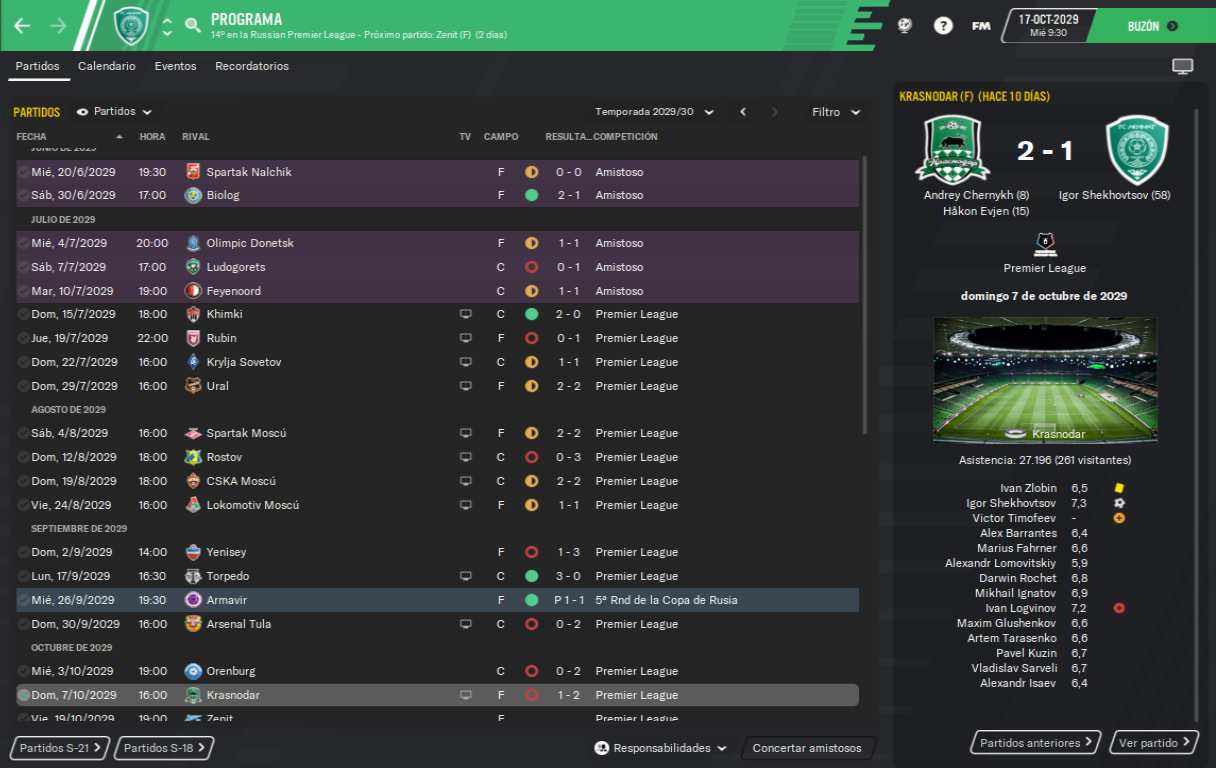 PROGRAMA
14º en la Russian Premier League - Próximo partido: Zenit (F) (2 días)
?
FM
17-OCT-2029
Mié 9:30
BUZÓN
Partidos Calendario Eventos Recordatorios
PARTIDOS Partidos Temporada 2029/30 Filtro
FECHA HORA RIVAL TV CAMPO RESULTA... COMPETICIÓN
JUNIO DE 2029
Mié, 20/6/2029 19:30 Spartak Nalchik F 0 - 0 Amistoso
Sáb, 30/6/2029 17:00 Biolog F 2 - 1 Amistoso
JULIO DE 2029
Mié, 4/7/2029 20:00 Olimpic Donetsk F 1 - 1 Amistoso
Sáb, 7/7/2029 17:00 Ludogorets C 0 - 1 Amistoso
Mar, 10/7/2029 19:00 Feyenoord C 1 - 1 Amistoso
Dom, 15/7/2029 18:00 Khimki C 2 - 0 Premier League
Jue, 19/7/2029 22:00 Rubin F 0 - 1 Premier League
Dom, 22/7/2029 16:00 Krylja Sovetov C 1 - 1 Premier League
Dom, 29/7/2029 16:00 Ural F 2 - 2 Premier League
AGOSTO DE 2029
Sáb, 4/8/2029 16:00 Spartak Moscú F 2 - 2 Premier League
Dom, 12/8/2029 18:00 Rostov C 0 - 3 Premier League
Dom, 19/8/2029 18:00 CSKA Moscú C 2 - 2 Premier League
Vie, 24/8/2029 16:00 Lokomotiv Moscú F 1 - 1 Premier League
SEPTIEMBRE DE 2029
Dom, 2/9/2029 14:00 Yenisey F 1 - 3 Premier League
Lun, 17/9/2029 16:30 Torpedo C 3 - 0 Premier League
Mié, 26/9/2029 19:30 Armavir F P 1 - 1 5ª Rnd de la Copa de Rusia
Dom, 30/9/2029 16:00 Arsenal Tula C 0 - 2 Premier League
OCTUBRE DE 2029
Mié, 3/10/2029 19:00 Orenburg C 0 - 2 Premier League
Dom, 7/10/2029 16:00 Krasnodar F 1 - 2 Premier League
Vie, 19/10/2029 19:00 Zenit F Premier League
Partidos S-21 Partidos S-18 Responsabilidades Concertar amistosos
KRASNODAR (F) (HACE 10 DÍAS)
2 - 1
Andrey Chernykh (8) Igor Shekhovtsov (58)
Håkon Evjen (15)
Premier League
domingo 7 de octubre de 2029
Krasnodar
Asistencia: 27.196 (261 visitantes)
Ivan Zlobin 6,5
Igor Shekhovtsov 7,3
Victor Timofeev -
Alex Barrantes 6,4
Marius Fahrner 6,6
Alexandr Lomovitskiy 5,9
Darwin Rochet 6,8
Mikhail Ignatov 6,9
Ivan Logvinov 7,2
Maxim Glushenkov 6,6
Artem Tarasenko 6,6
Pavel Kuzin 6,7
Vladislav Sarveli 6,7
Alexandr Isaev 6,4
Partidos anteriores Ver partido